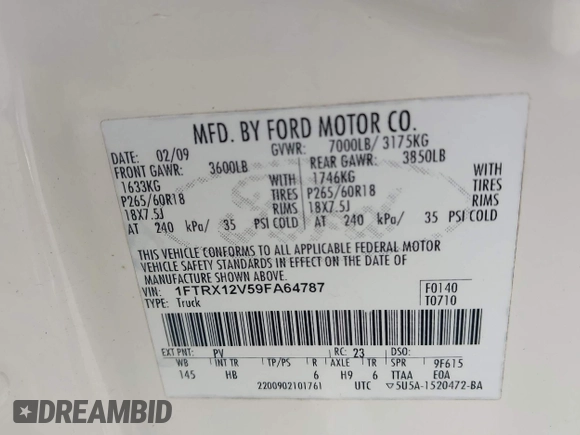 MFD. BY FORD MOTOR CO.
DATE: 02/09 GVWR: 7000LB/ 3175KG
FRONT GAWR: 3600LB REAR GAWR: 3850LB
1633KG WITH 1746KG WITH
P265/60R18 TIRES P265/60R18 TIRES
18X7.5J RIMS 18X7.5J RIMS
AT 240 kPa/ 35 PSI COLD AT 240 kPa/ 35 PSI COLD
THIS VEHICLE CONFORMS TO ALL APPLICABLE FEDERAL MOTOR
VEHICLE SAFETY STANDARDS IN EFFECT ON THE DATE OF
MANUFACTURE SHOWN ABOVE.
VIN: 1FTRX12V59FA64787 F0140
TYPE: Truck T0710
EXT PNT: PV RC: 23 DSO:
WB INT TR TP/PS R AXLE TR SPR 9F615
145 HB 6 H9 6 TTAA E0A
2200902101761 UTC ▽5U5A-1520472-BA
DREAMBID